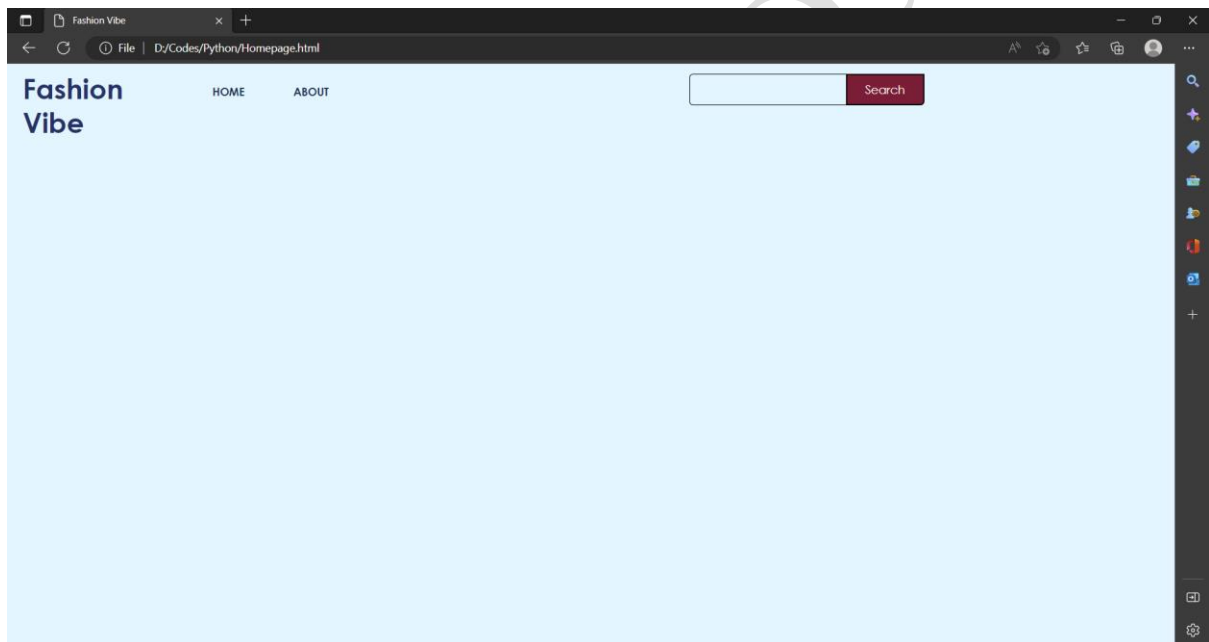 Fashion Vibe
File | D:/Codes/Python/Homepage.html
Fashion
Vibe
HOME ABOUT
Search